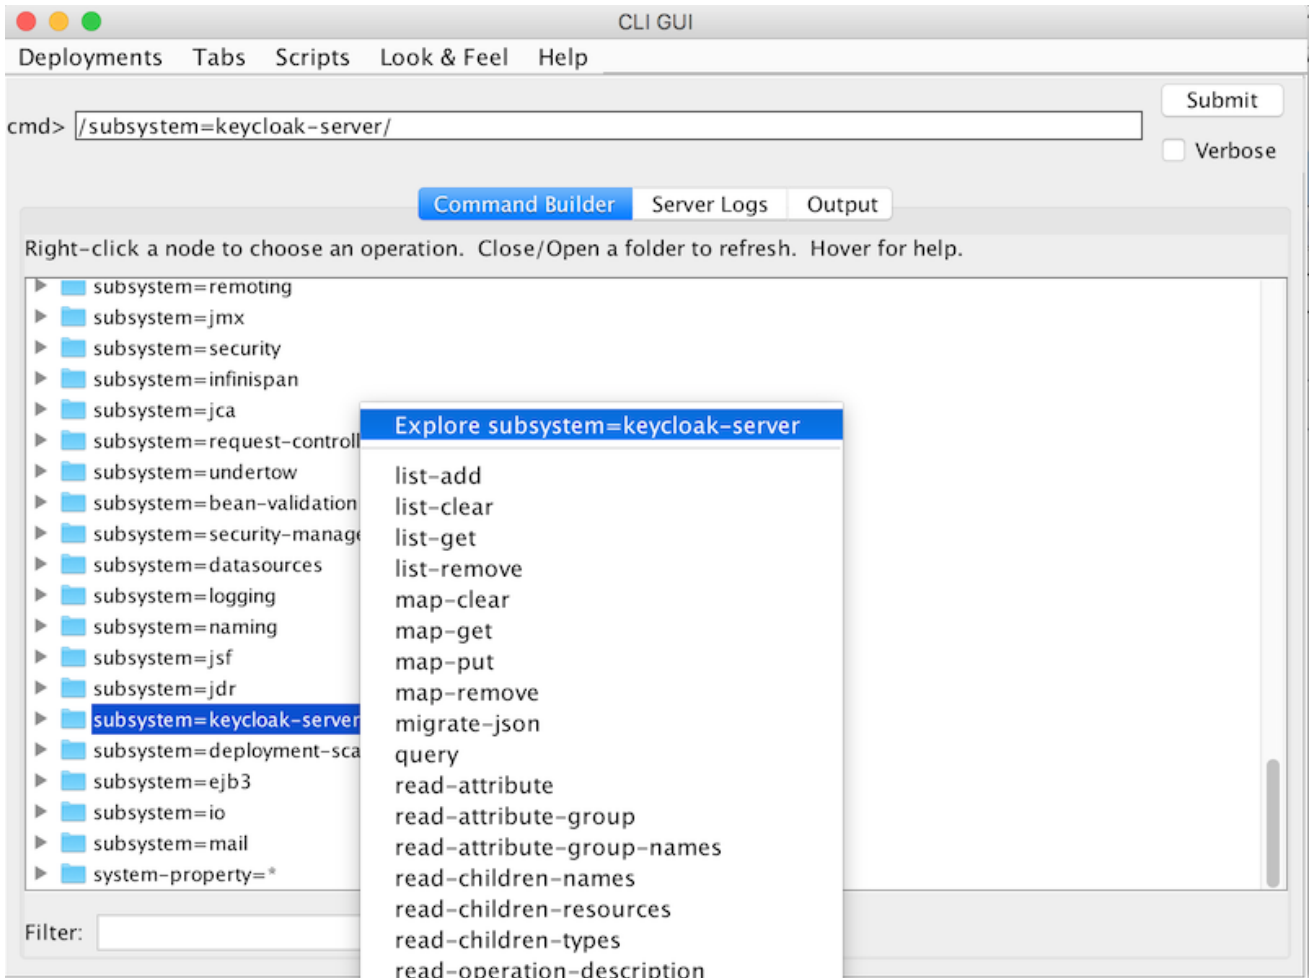 CLI GUI
Deployments Tabs Scripts Look & Feel Help
Submit
cmd> /subsystem=keycloak-server/
Verbose
Command Builder Server Logs Output
Right-click a node to choose an operation. Close/Open a folder to refresh. Hover for help.
subsystem=remoting
subsystem=jmx
subsystem=security
subsystem=infinispan
subsystem=jca
subsystem=request-controll
subsystem=undertow
subsystem=bean-validation
subsystem=security-manage
subsystem=datasources
subsystem=logging
subsystem=naming
subsystem=jsf
subsystem=jdr
subsystem=keycloak-server
subsystem=deployment-sca
subsystem=ejb3
subsystem=io
subsystem=mail
system-property=*
Explore subsystem=keycloak-server
list-add
list-clear
list-get
list-remove
map-clear
map-get
map-put
map-remove
migrate-json
query
read-attribute
read-attribute-group
read-attribute-group-names
read-children-names
read-children-resources
read-children-types
read-operation-description
Filter: